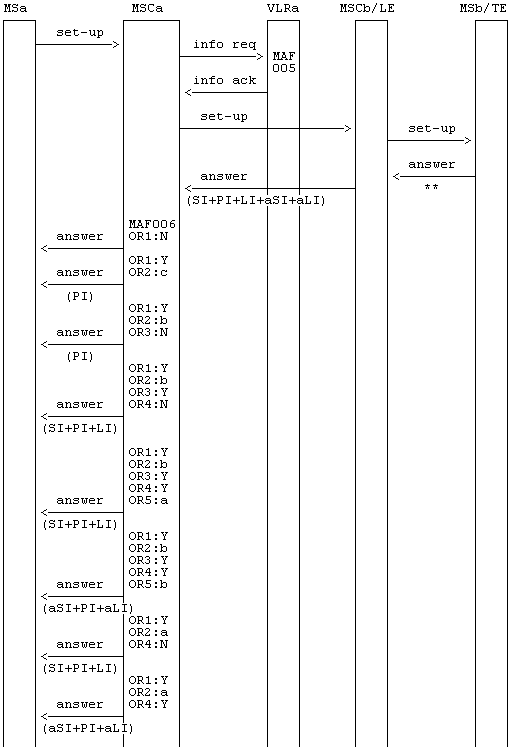 MSa MSCa VLRa MSCb/LE MSb/TE
set-up
info req
MAF
005
info ack
set-up
set-up
answer
**
answer
(SI+PI+LI+aSI+aLI)
MAF006
answer OR1:N
OR1:Y
answer OR2:c
(PI)
OR1:Y
OR2:b
answer OR3:N
(PI)
OR1:Y
OR2:b
OR3:Y
answer OR4:N
(SI+PI+LI)
OR1:Y
OR2:b
OR3:Y
OR4:Y
answer OR5:a
(SI+PI+LI)
OR1:Y
OR2:b
OR3:Y
OR4:Y
answer OR5:b
(aSI+PI+aLI)
OR1:Y
OR2:a
answer OR4:N
(SI+PI+LI)
OR1:Y
OR2:a
answer OR4:Y
(aSI+PI+aLI)